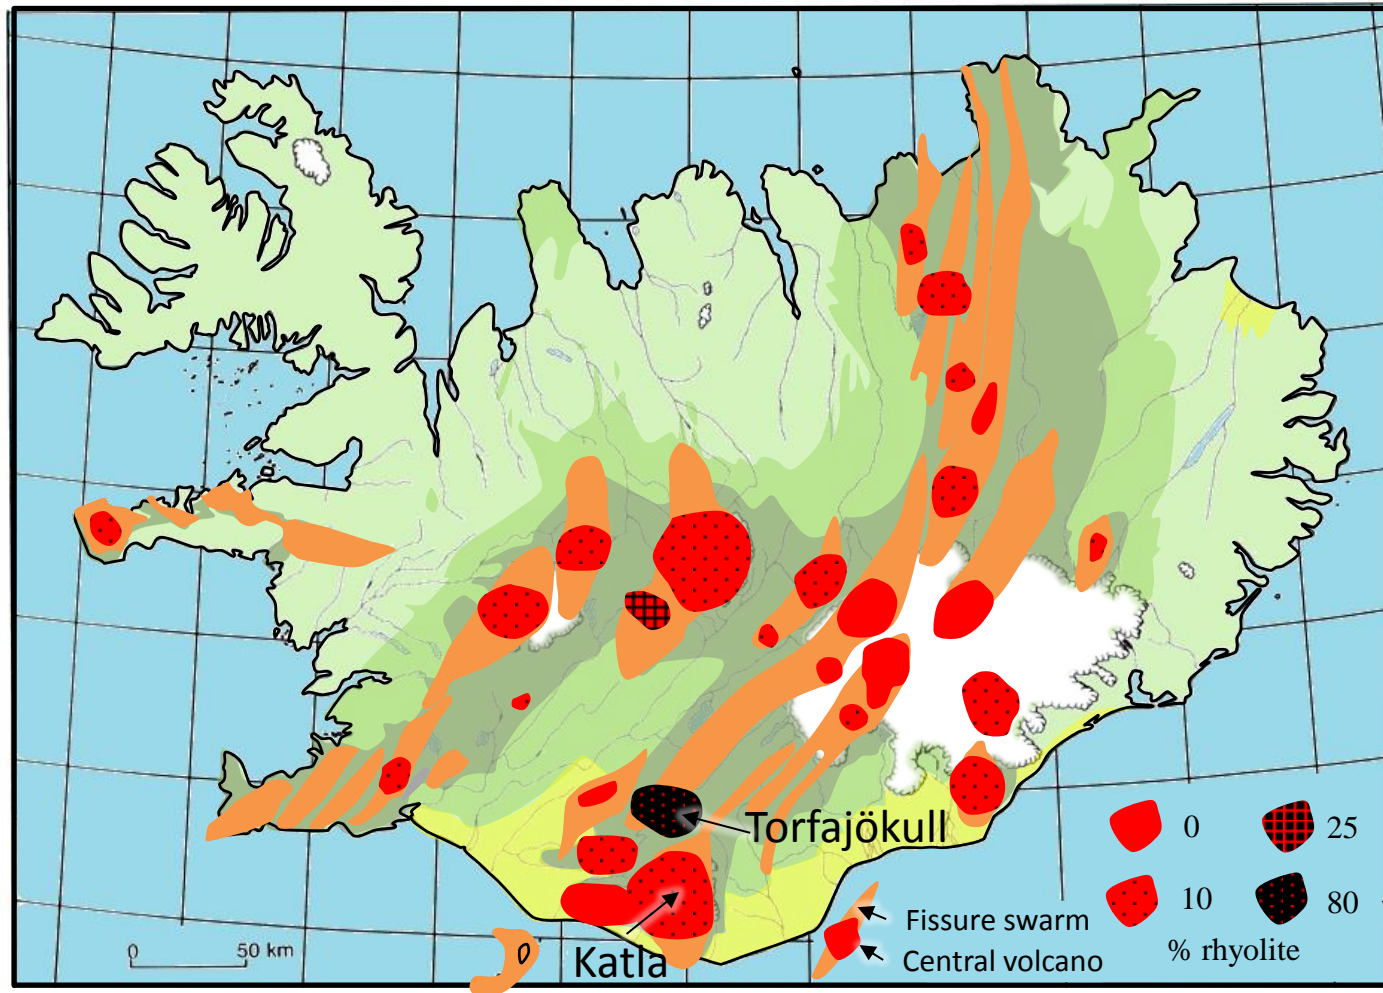 Torfajökull
0
25
10
80
Fissure swarm
Central volcano
% rhyolite
Katla
0
50 km